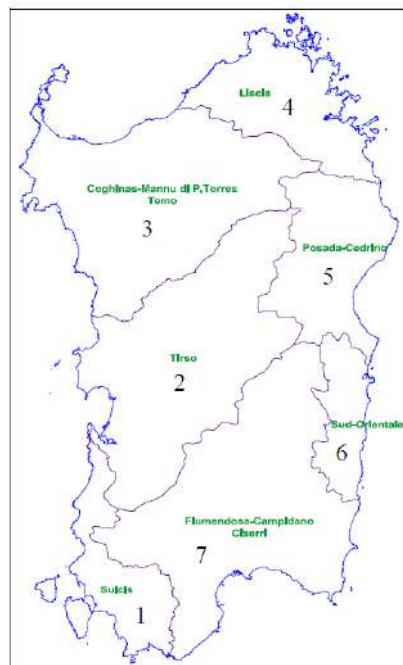 Liscia
4
Coghinas-Mannu di P.Torres
Temo
3
Posada-Cedrino
5
Tirso
2
Sud-Orientale
6
Flumendosa-Campidano
Cixerri
7
Sulcis
1